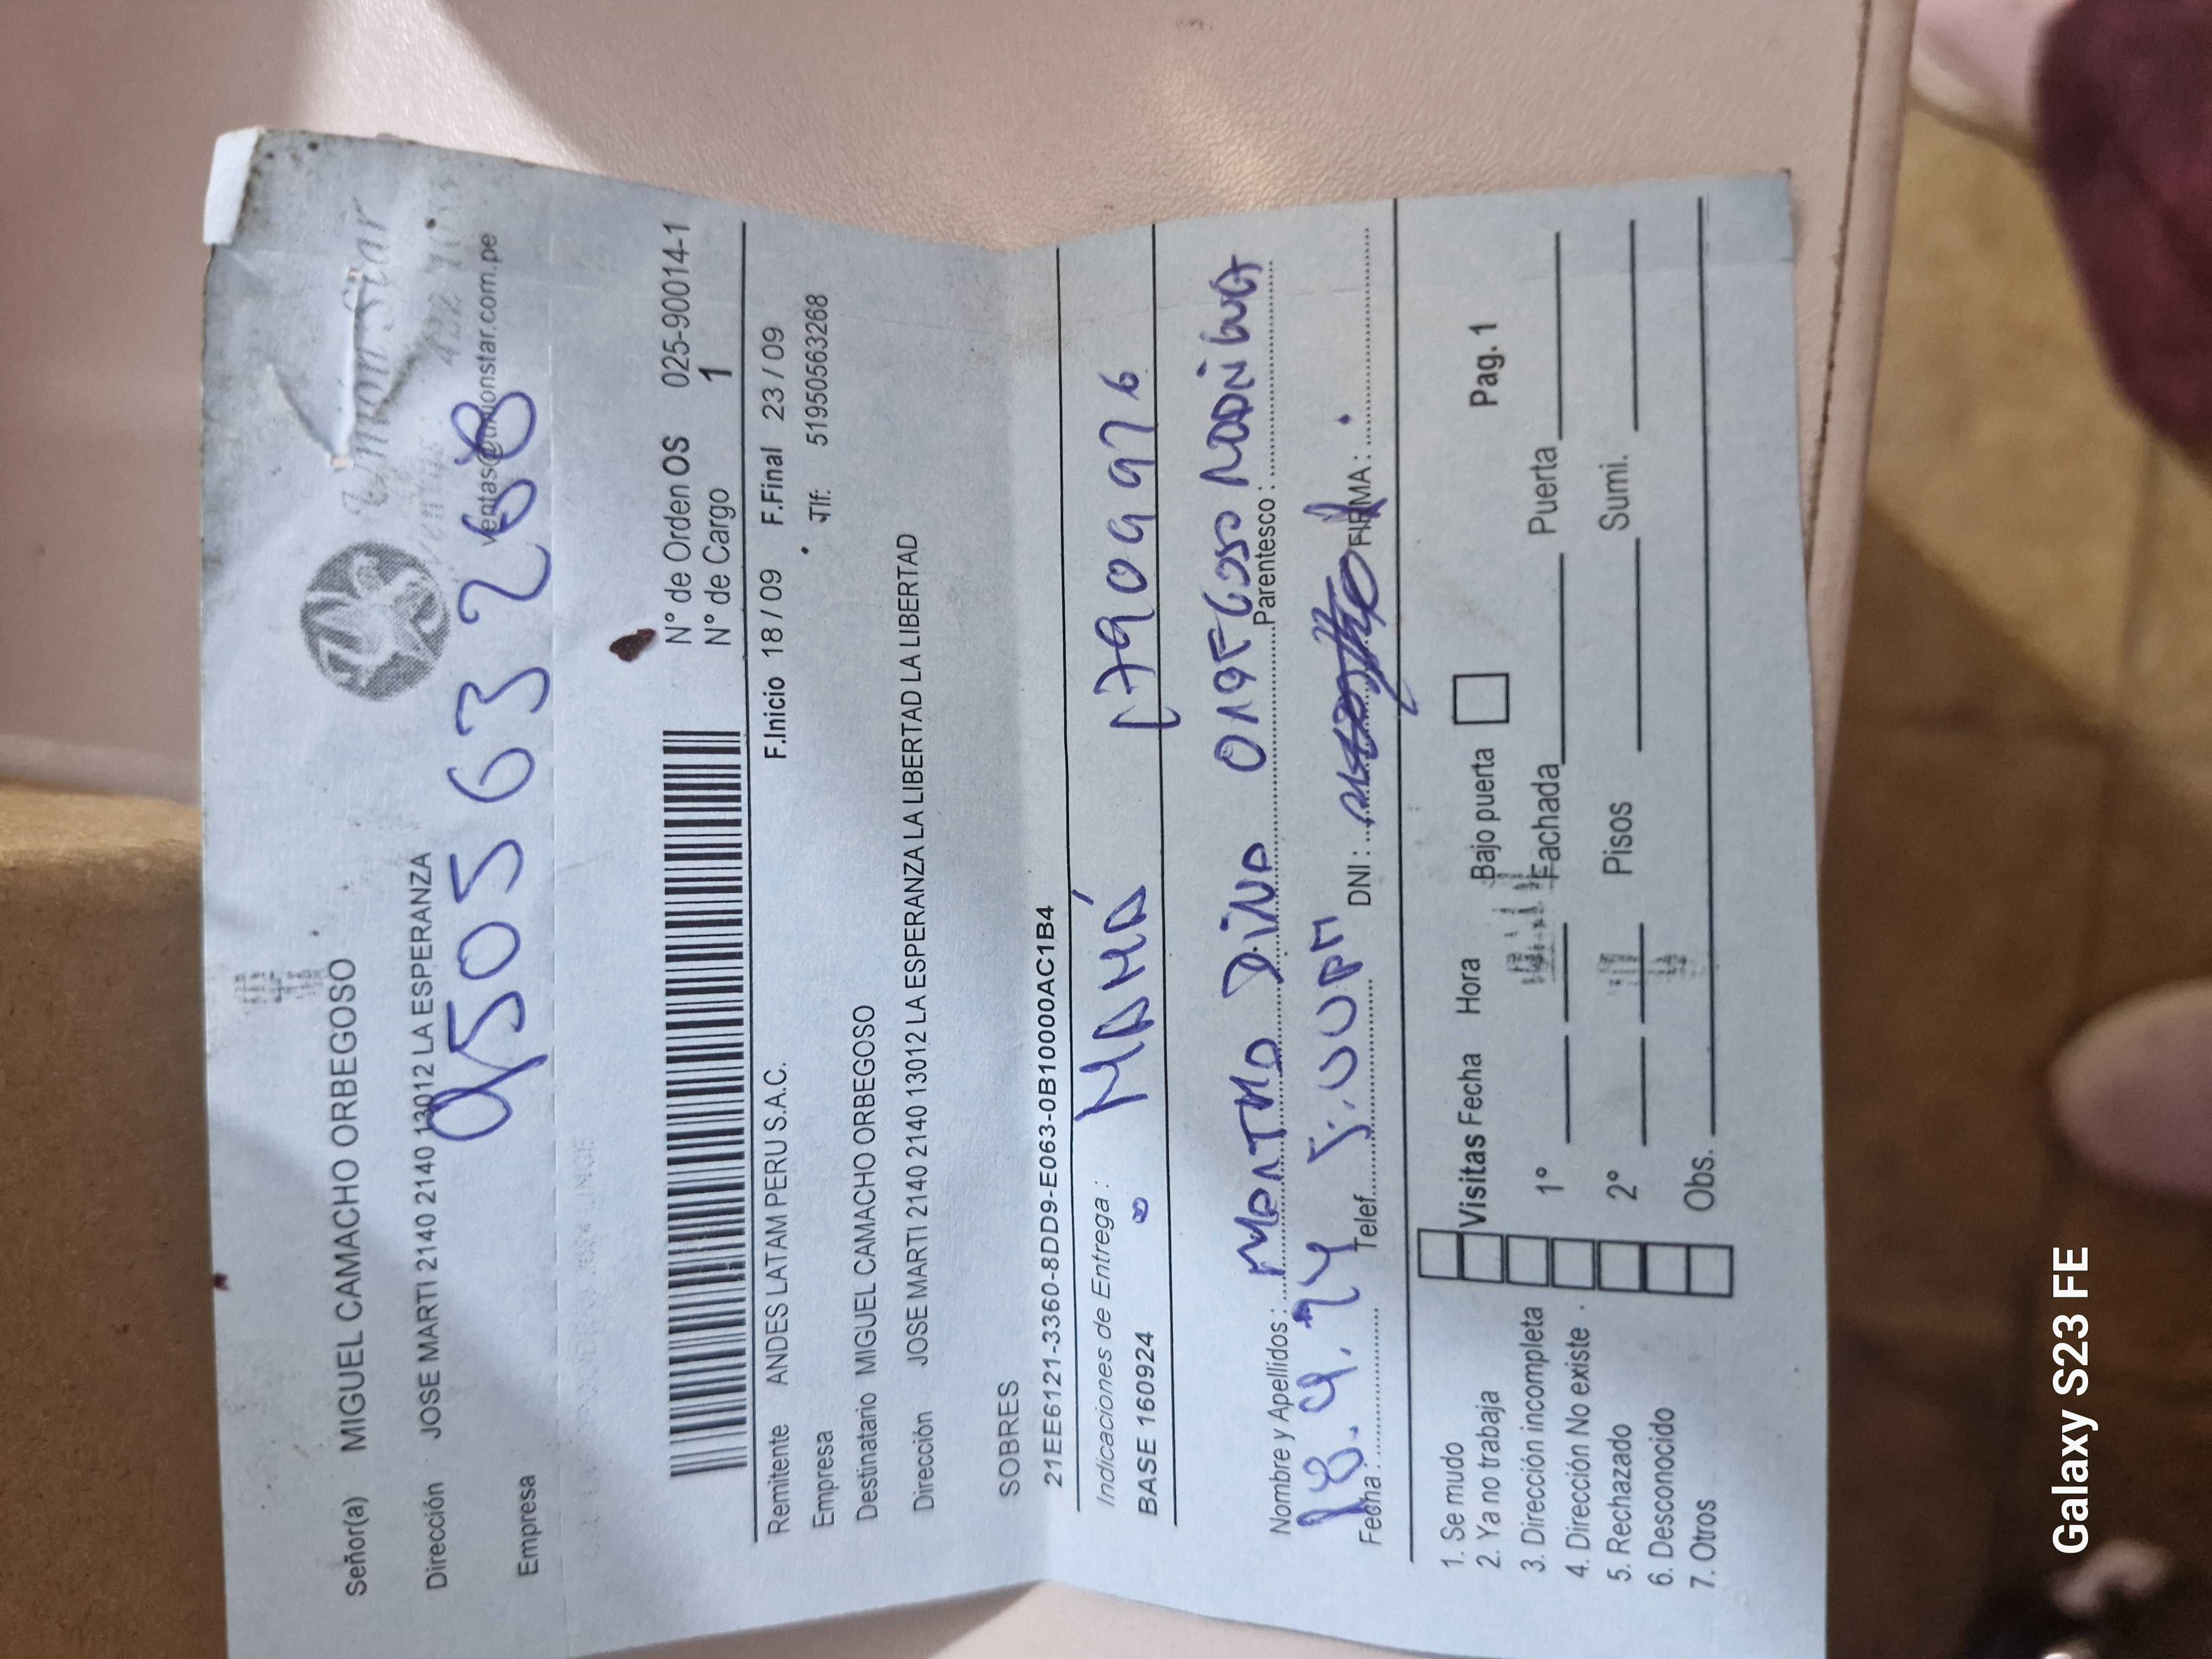 Señor(a) MIGUEL CAMACHO ORBEGOSO
Unión Star
Dirección JOSE MARTI 2140 2140 13012 LA ESPERANZA
ventas@unionstar.com.pe
950563268
Empresa
N° de Orden OS 025-90014-1
N° de Cargo 1
F.Inicio 18 / 09 F.Final 23 / 09
Remitente ANDES LATAM PERU S.A.C.
Tlf: 51950563268
Empresa
Destinatario MIGUEL CAMACHO ORBEGOSO
Dirección JOSE MARTI 2140 2140 13012 LA ESPERANZA LA LIBERTAD LA LIBERTAD
SOBRES
21EE6121-3360-8DD9-E063-0B10000AC1B4
Indicaciones de Entrega :
BASE 160924 MAMÁ 17909976
Nombre y Apellidos : DINA ORBEGOSO
Parentesco :
18.9.24
Fecha : Telef. DNI : FIRMA :
1. Se mudo
2. Ya no trabaja
3. Dirección incompleta
4. Dirección No existe
5. Rechazado
6. Desconocido
7. Otros
Visitas Fecha Hora Bajo puerta Pag. 1
1° Fachada Puerta
2° Pisos Sumi.
Obs.
Galaxy S23 FE